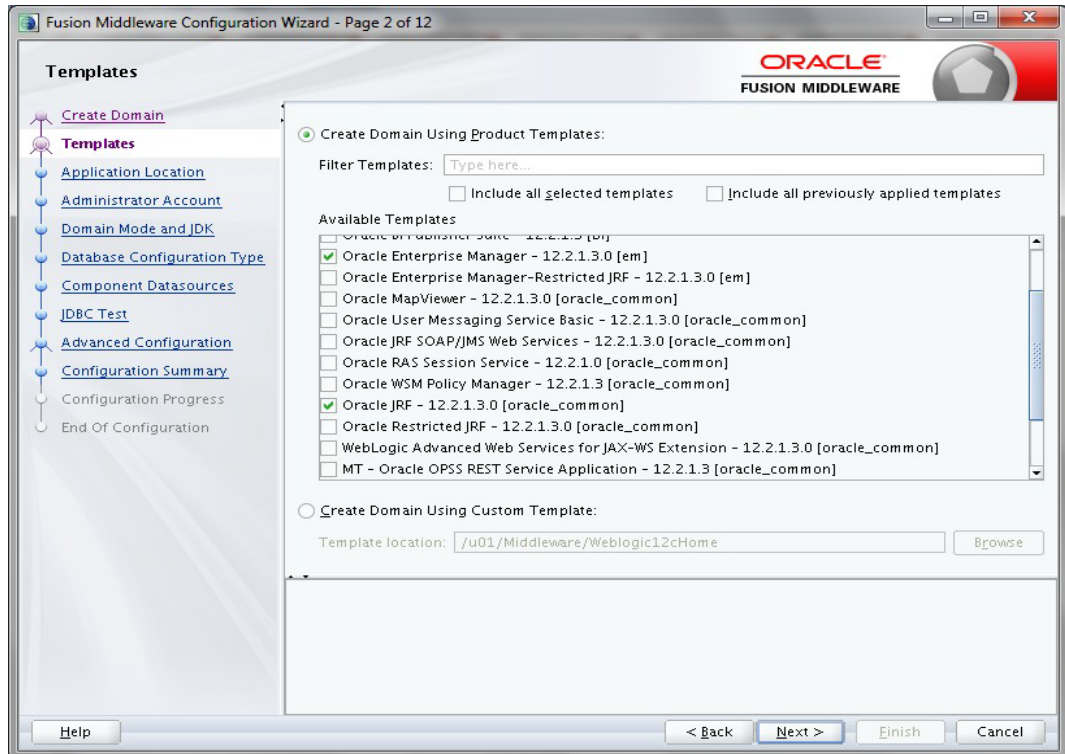 Fusion Middleware Configuration Wizard - Page 2 of 12
Templates
ORACLE
FUSION MIDDLEWARE
Create Domain
Templates
Application Location
Administrator Account
Domain Mode and JDK
Database Configuration Type
Component Datasources
JDBC Test
Advanced Configuration
Configuration Summary
Configuration Progress
End Of Configuration
Create Domain Using Product Templates:
Filter Templates: Type here...
Include all selected templates Include all previously applied templates
Available Templates
Oracle BI Publisher Suite - 12.2.1.3 [bi]
Oracle Enterprise Manager - 12.2.1.3.0 [em]
Oracle Enterprise Manager-Restricted JRF - 12.2.1.3.0 [em]
Oracle MapViewer - 12.2.1.3.0 [oracle_common]
Oracle User Messaging Service Basic - 12.2.1.3.0 [oracle_common]
Oracle JRF SOAP/JMS Web Services - 12.2.1.3.0 [oracle_common]
Oracle RAS Session Service - 12.2.1.0 [oracle_common]
Oracle WSM Policy Manager - 12.2.1.3 [oracle_common]
Oracle JRF - 12.2.1.3.0 [oracle_common]
Oracle Restricted JRF - 12.2.1.3.0 [oracle_common]
WebLogic Advanced Web Services for JAX-WS Extension - 12.2.1.3.0 [oracle_common]
MT - Oracle OPSS REST Service Application - 12.2.1.3 [oracle_common]
Create Domain Using Custom Template:
Template location: /u01/Middleware/Weblogic12cHome Browse
Help < Back Next > Finish Cancel